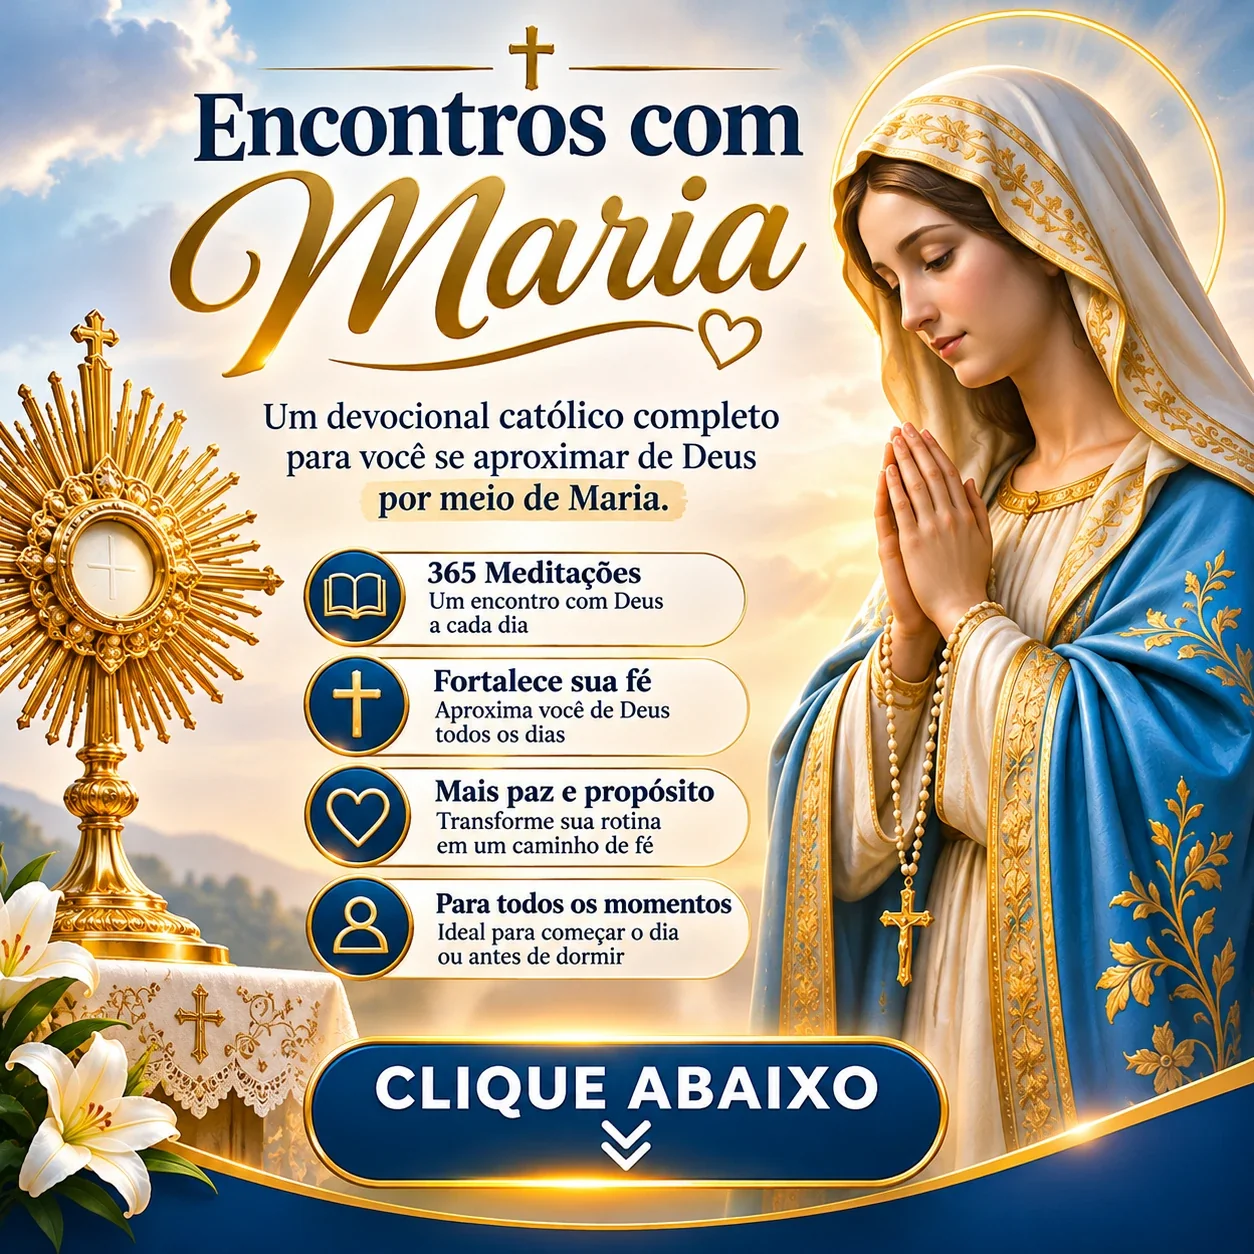 Encontros com
Maria
Um devocional católico completo
para você se aproximar de Deus
por meio de Maria.
365 Meditações
Um encontro com Deus
a cada dia
Fortalece sua fé
Aproxima você de Deus
todos os dias
Mais paz e propósito
Transforme sua rotina
em um caminho de fé
Para todos os momentos
Ideal para começar o dia
ou antes de dormir
CLIQUE ABAIXO